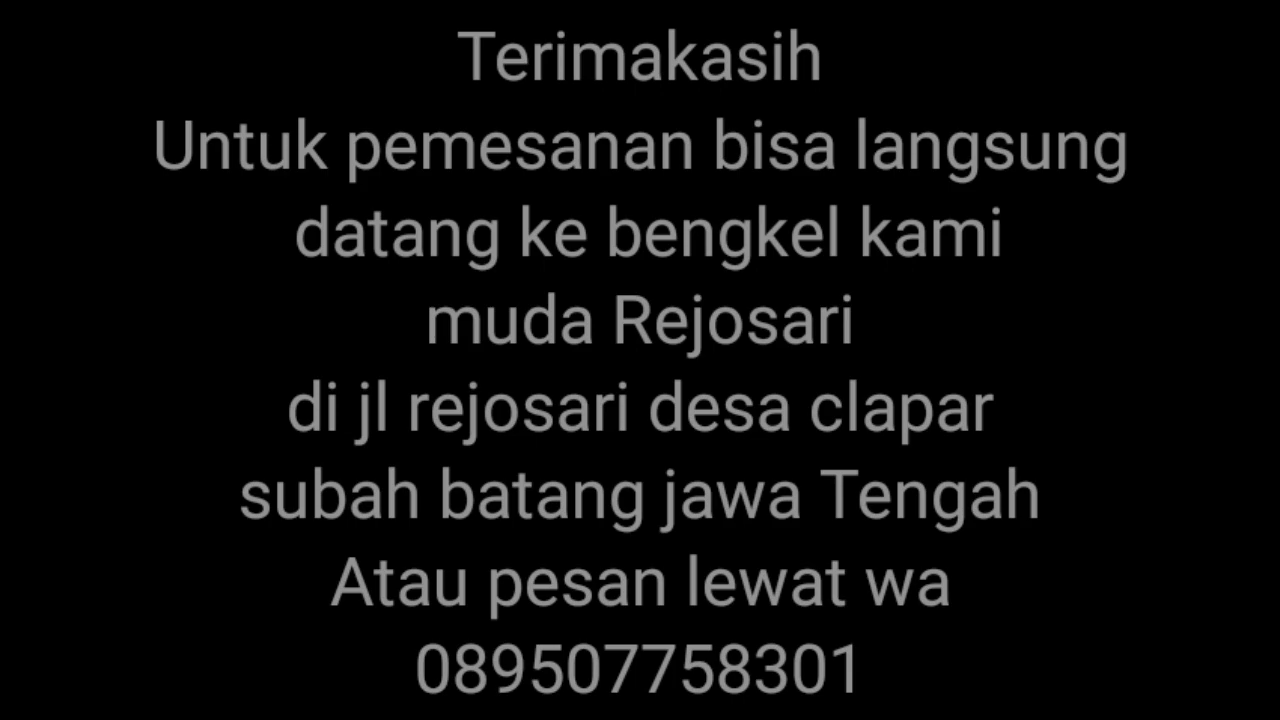 Terimakasih
Untuk pemesanan bisa langsung
datang ke bengkel kami
muda Rejosari
di jl rejosari desa clapar
subah batang jawa Tengah
Atau pesan lewat wa
089507758301